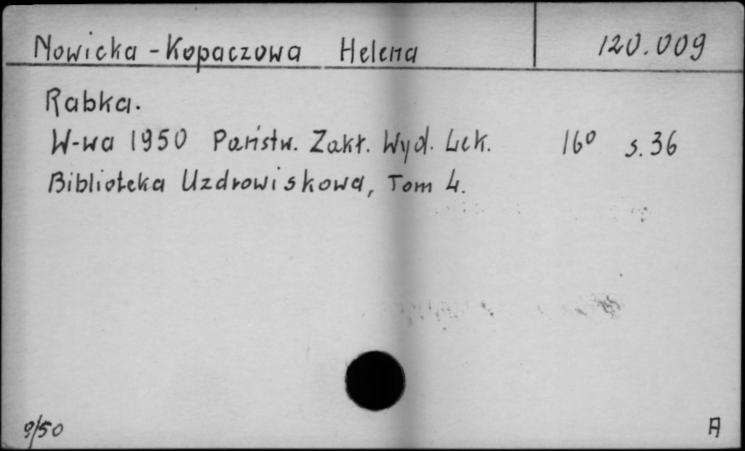 Nowicka-Kopaczowa Helena 120.009
Rabka.
W-wa 1950 Państw. Zakł. Wyd. Lek. 16° s. 36
Biblioteka Uzdrowiskowa, Tom 4.
9/50 A